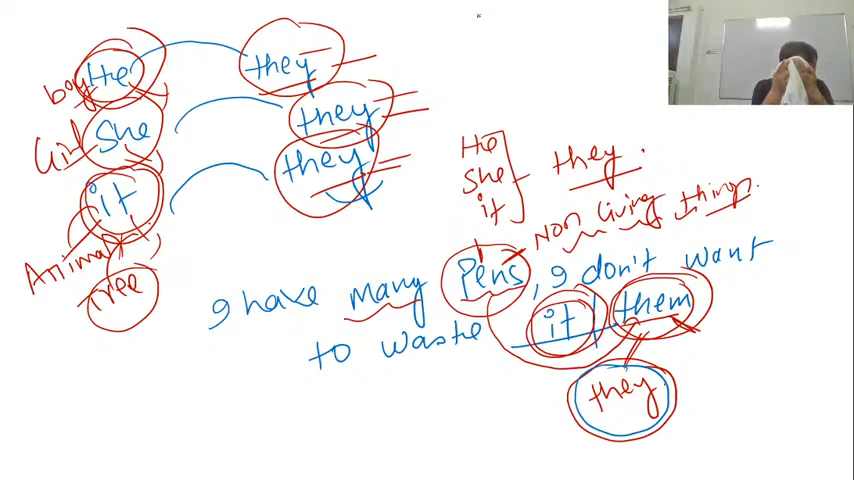 boy He they
Girl She they
it they
Animal
Tree
He
She they.
it
Non living things.
I have many Pens, I don't want
to waste it | them
they